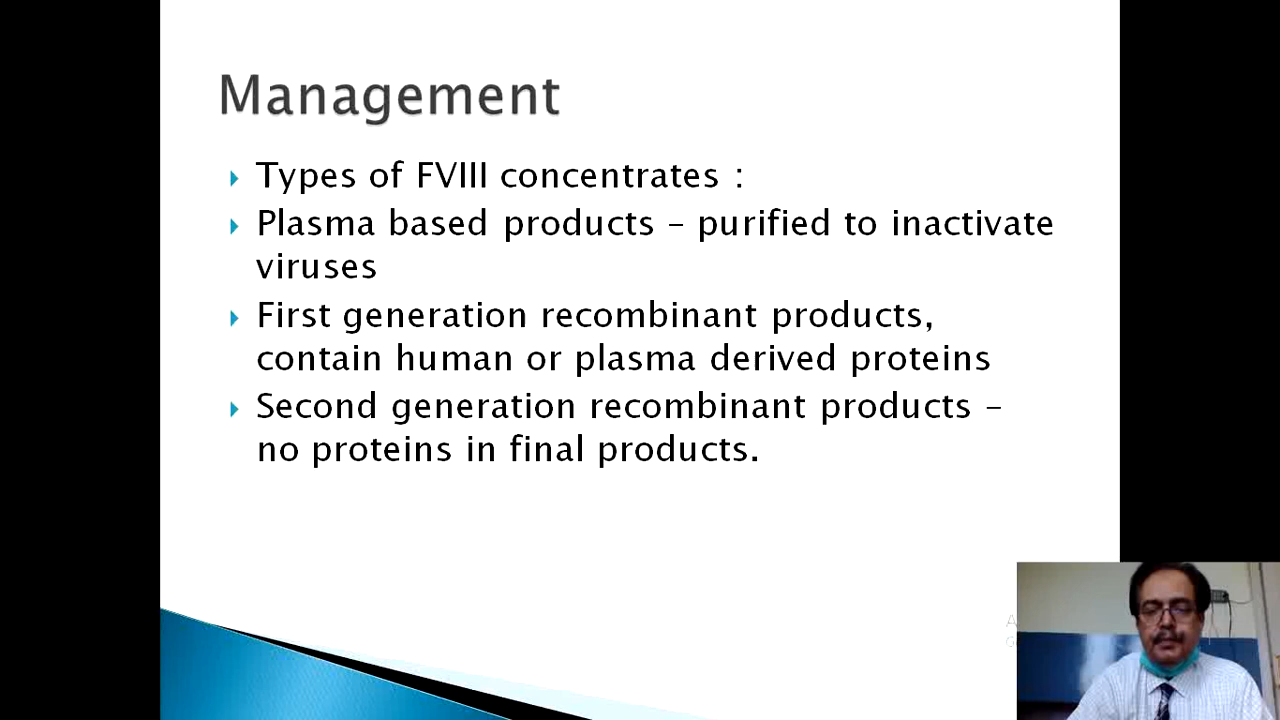 Management
Types of FVIII concentrates :
Plasma based products – purified to inactivate
viruses
First generation recombinant products,
contain human or plasma derived proteins
Second generation recombinant products –
no proteins in final products.